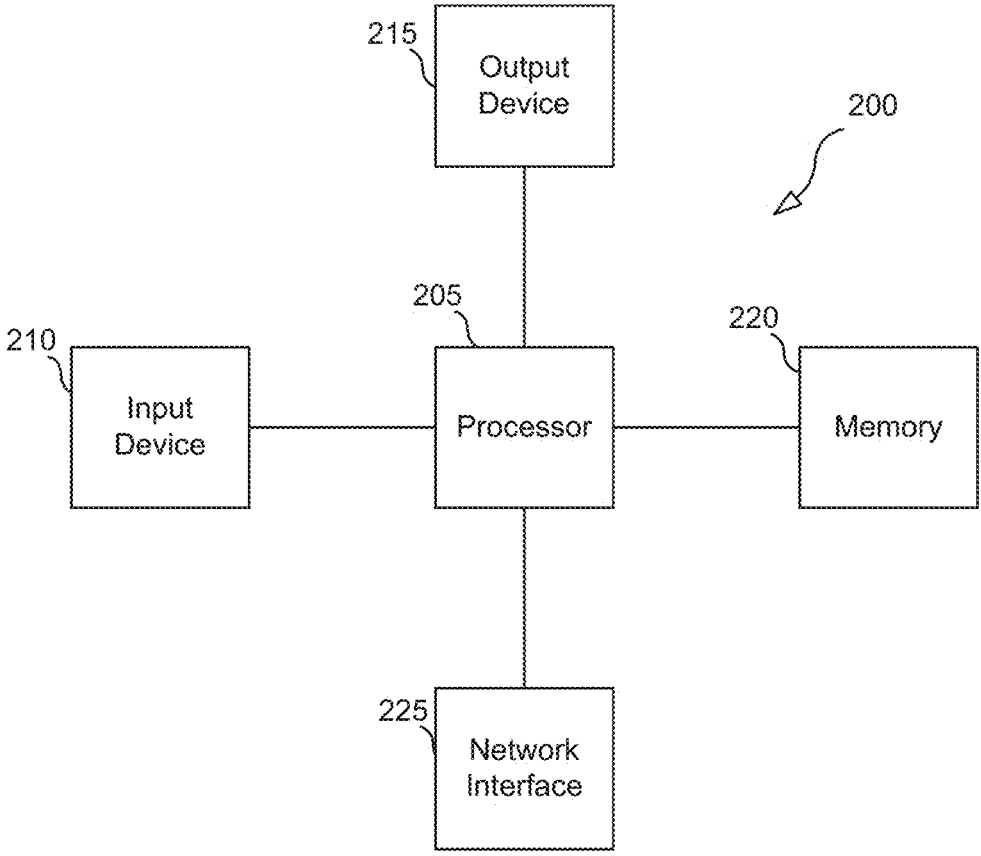 215
Output
Device
200
205
220
210
Input
Device
Processor
Memory
225
Network
Interface